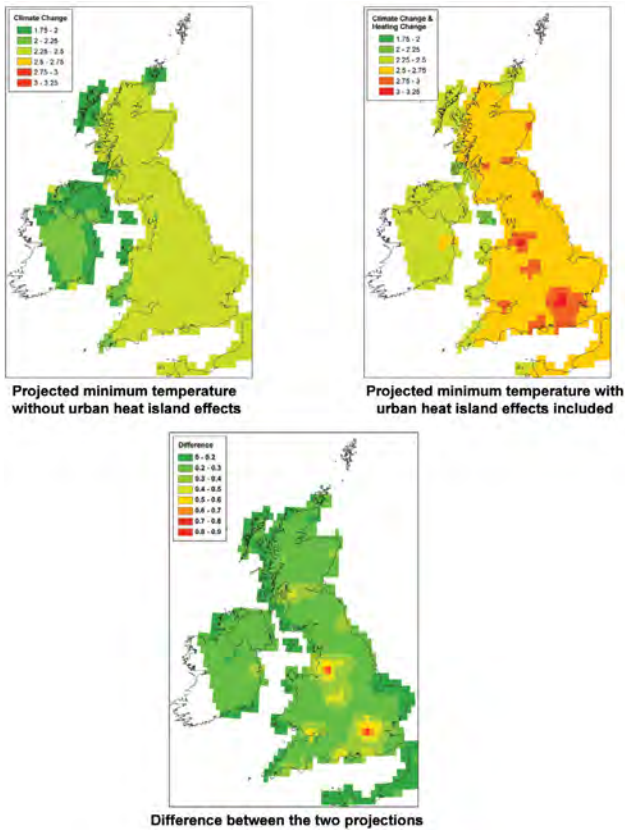 Climate Change
1.75 - 2
2 - 2.25
2.25 - 2.5
2.5 - 2.75
2.75 - 3
3 - 3.25
Projected minimum temperature
without urban heat island effects
Climate Change &
Heating Change
1.75 - 2
2 - 2.25
2.25 - 2.5
2.5 - 2.75
2.75 - 3
3 - 3.25
Projected minimum temperature with
urban heat island effects included
Difference
0 - 0.2
0.2 - 0.3
0.3 - 0.4
0.4 - 0.5
0.5 - 0.6
0.6 - 0.7
0.7 - 0.8
0.8 - 0.9
Difference between the two projections